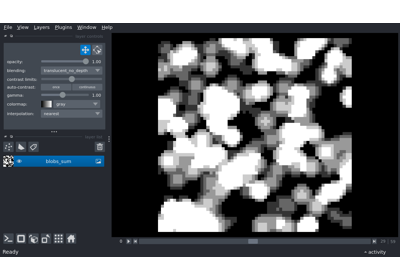 File View Layers Plugins Window Help
opacity: 1.00
blending: translucent_no_depth
contrast limits:
auto-contrast: once continuous
gamma: 1.00
colormap: gray
interpolation: nearest
blobs_sum
Ready
activity